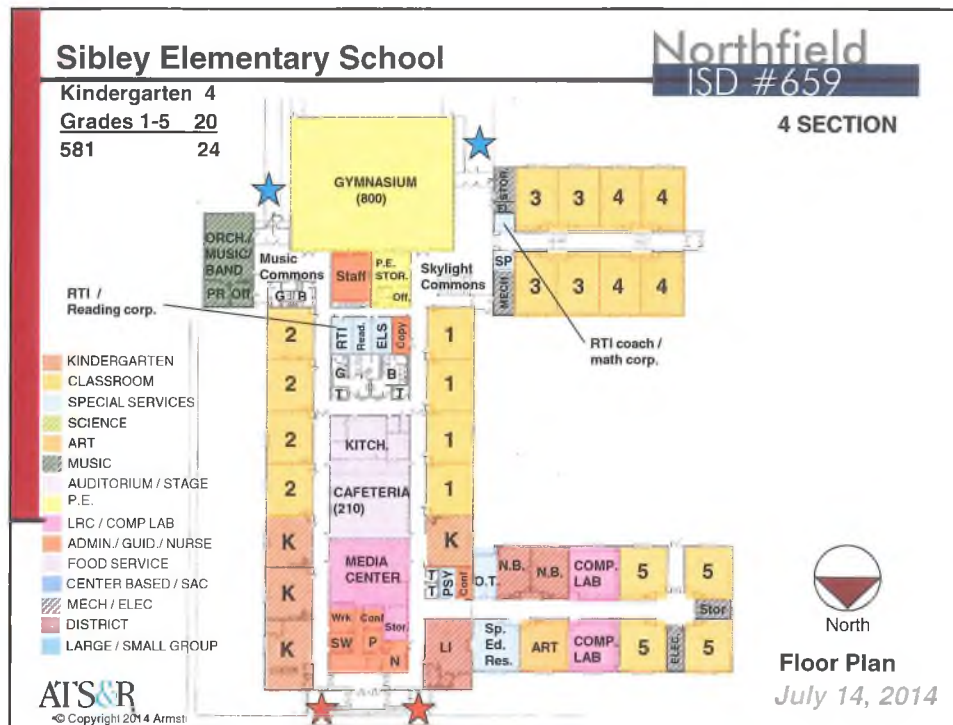 Sibley Elementary School
Northfield
ISD #659
Kindergarten 4
Grades 1-5 20
581 24
4 SECTION
GYMNASIUM
(800)
STOR.
3 3 4 4
ORCH./
MUSIC/
BAND
PR Off.
Music
Commons
G B
Staff
P.E.
STOR.
Off.
Skylight
Commons
SP
MECH.
3 3 4 4
RTI /
Reading corp.
RTI coach /
math corp.
RTI
Read.
ELS
Copy
2
1
G B
T T
2
1
2
1
KITCH.
2
1
CAFETERIA
(210)
K
K
MEDIA
CENTER
T
T
PSY
Conf
O.T.
N.B.
N.B.
COMP.
LAB
5
5
K
Stor
Wrk
Conf
Stor.
SW
P
N
K
LI
Sp.
Ed.
Res.
ART
COMP.
LAB
5
ELEC.
5
KINDERGARTEN
CLASSROOM
SPECIAL SERVICES
SCIENCE
ART
MUSIC
AUDITORIUM / STAGE
P.E.
LRC / COMP LAB
ADMIN./ GUID./ NURSE
FOOD SERVICE
CENTER BASED / SAC
MECH / ELEC
DISTRICT
LARGE / SMALL GROUP
North
Floor Plan
July 14, 2014
ATS&R
© Copyright 2014 Armst